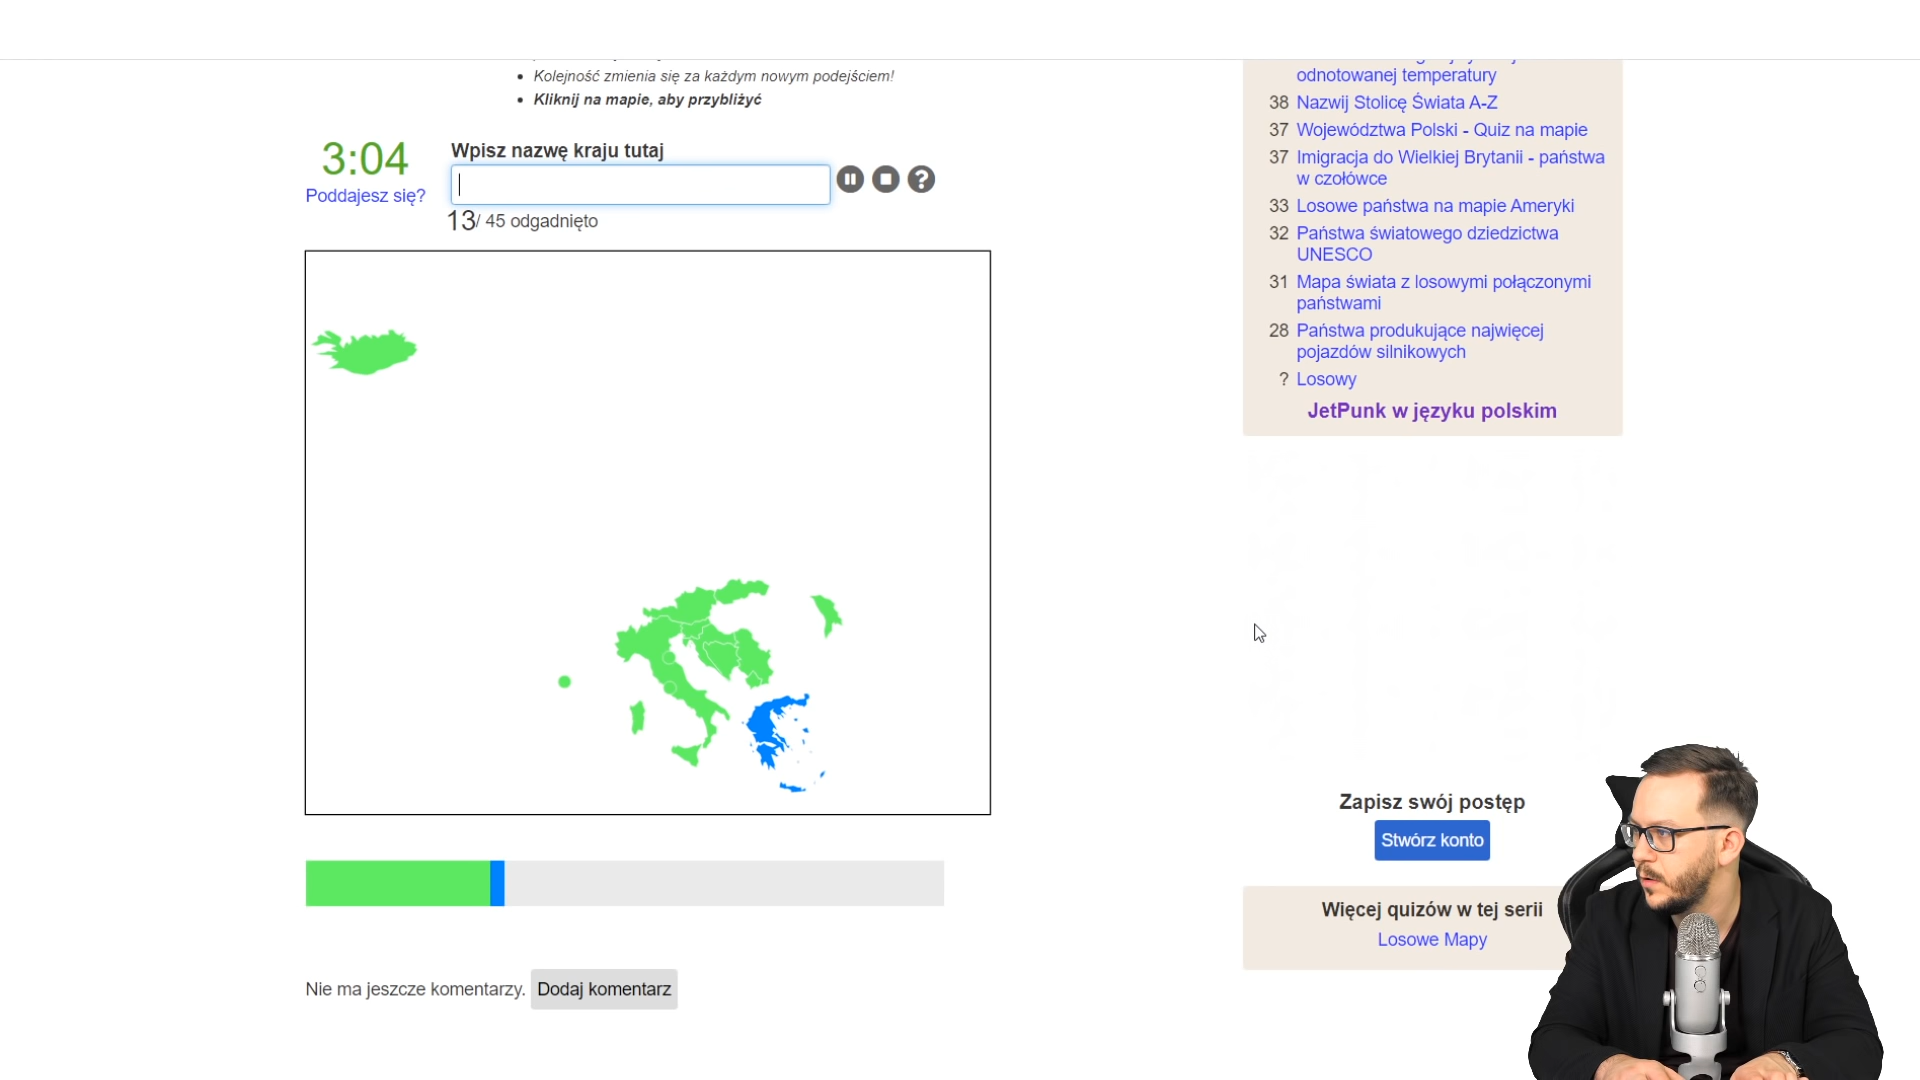 Kolejność zmienia się za każdym nowym podejściem!
Kliknij na mapie, aby przybliżyć
3:04
Poddajesz się?
Wpisz nazwę kraju tutaj
13/ 45 odgadnięto
odnotowanej temperatury
38 Nazwij Stolicę Świata A-Z
37 Województwa Polski - Quiz na mapie
37 Imigracja do Wielkiej Brytanii - państwa
w czołówce
33 Losowe państwa na mapie Ameryki
32 Państwa światowego dziedzictwa
UNESCO
31 Mapa świata z losowymi połączonymi
państwami
28 Państwa produkujące najwięcej
pojazdów silnikowych
? Losowy
JetPunk w języku polskim
Zapisz swój postęp
Stwórz konto
Więcej quizów w tej serii
Losowe Mapy
Nie ma jeszcze komentarzy. Dodaj komentarz